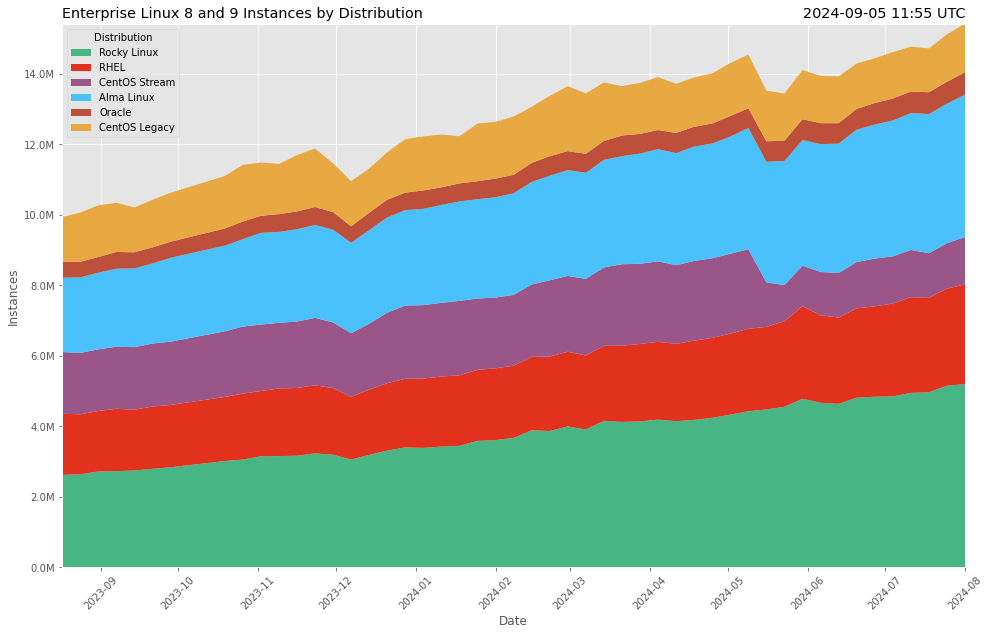 Enterprise Linux 8 and 9 Instances by Distribution
2024-09-05 11:55 UTC
Distribution
Rocky Linux
RHEL
CentOS Stream
Alma Linux
Oracle
CentOS Legacy
14.0M
12.0M
10.0M
8.0M
6.0M
4.0M
2.0M
0.0M
Instances
2023-09
2023-10
2023-11
2023-12
2024-01
2024-02
2024-03
2024-04
2024-05
2024-06
2024-07
2024-08
Date